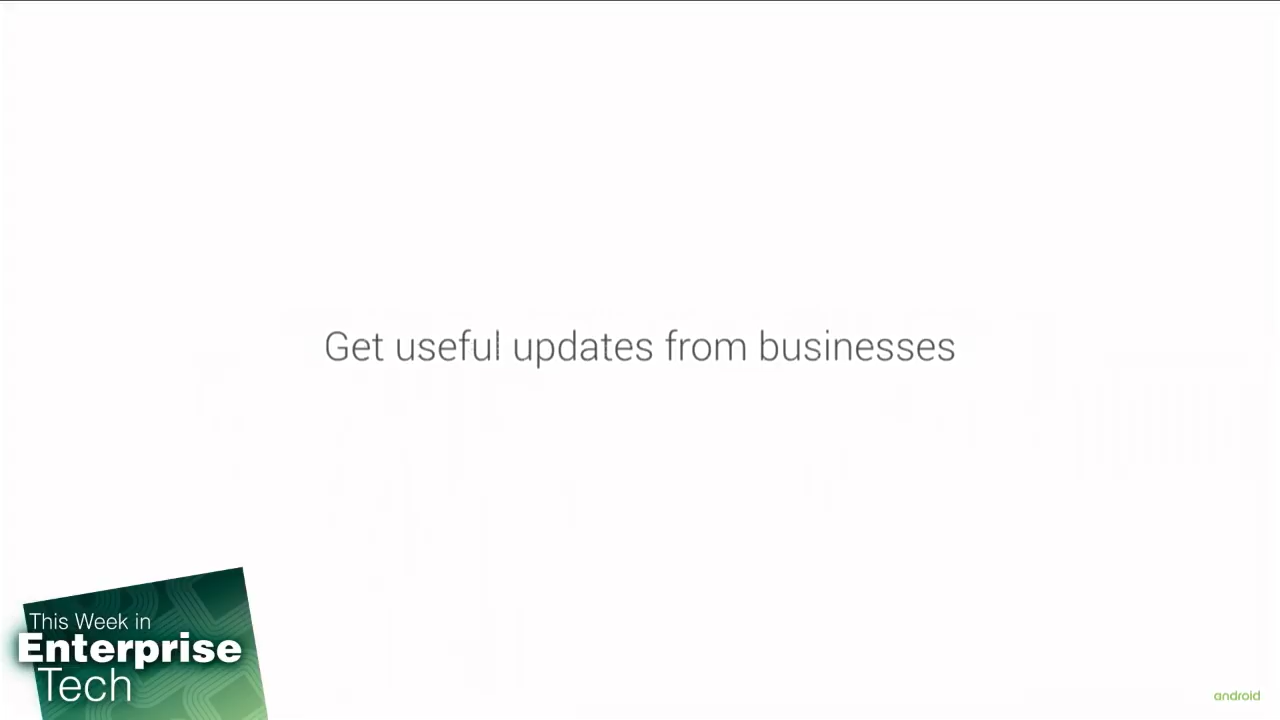 Get useful updates from businesses
This Week in
Enterprise
Tech
android